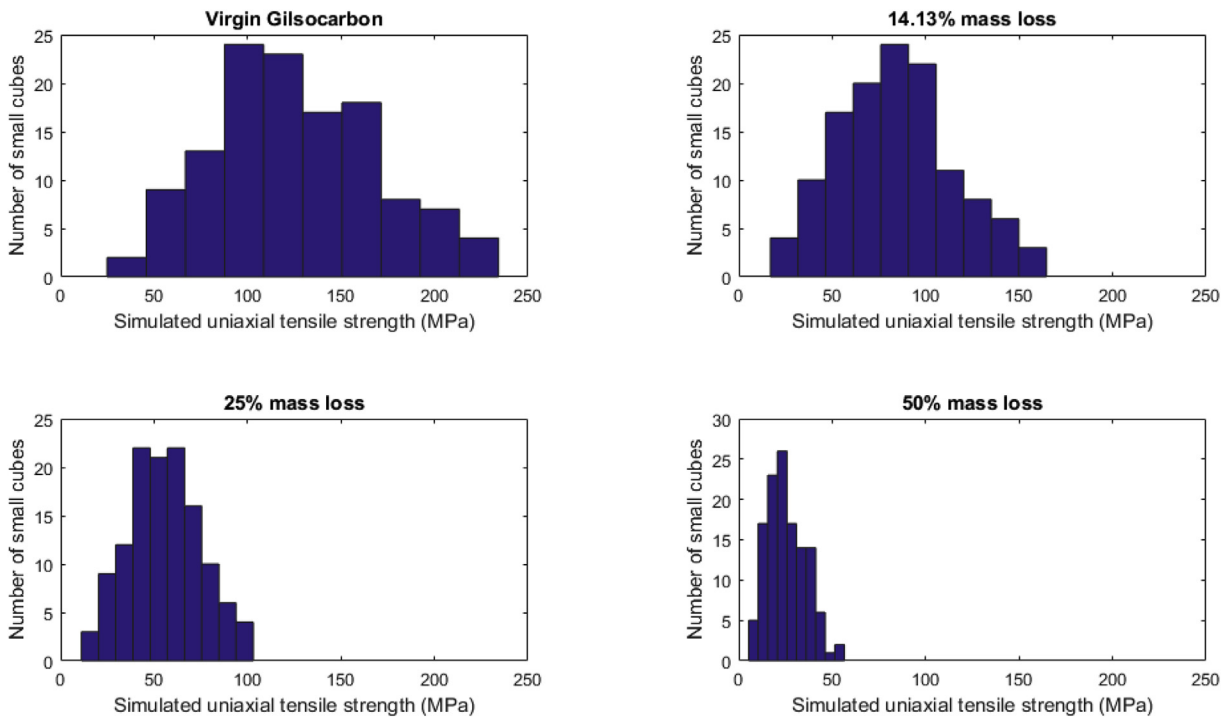 Virgin Gilsocarbon
Number of small cubes
25
20
15
10
5
0
0 50 100 150 200 250
Simulated uniaxial tensile strength (MPa)
14.13% mass loss
Number of small cubes
25
20
15
10
5
0
0 50 100 150 200 250
Simulated uniaxial tensile strength (MPa)
25% mass loss
Number of small cubes
25
20
15
10
5
0
0 50 100 150 200 250
Simulated uniaxial tensile strength (MPa)
50% mass loss
Number of small cubes
30
25
20
15
10
5
0
0 50 100 150 200 250
Simulated uniaxial tensile strength (MPa)